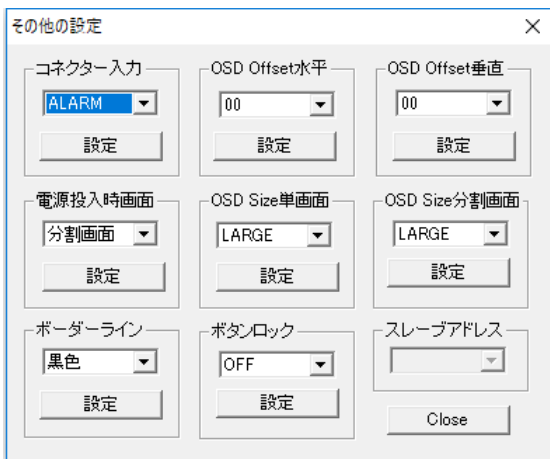 その他の設定
コネクター入力
OSD Offset水平
OSD Offset垂直
ALARM
00
00
設定
設定
設定
電源投入時画面
OSD Size単画面
OSD Size分割画面
分割画面
LARGE
LARGE
設定
設定
設定
ボーダーライン
ボタンロック
スレーブアドレス
黒色
OFF
設定
設定
Close